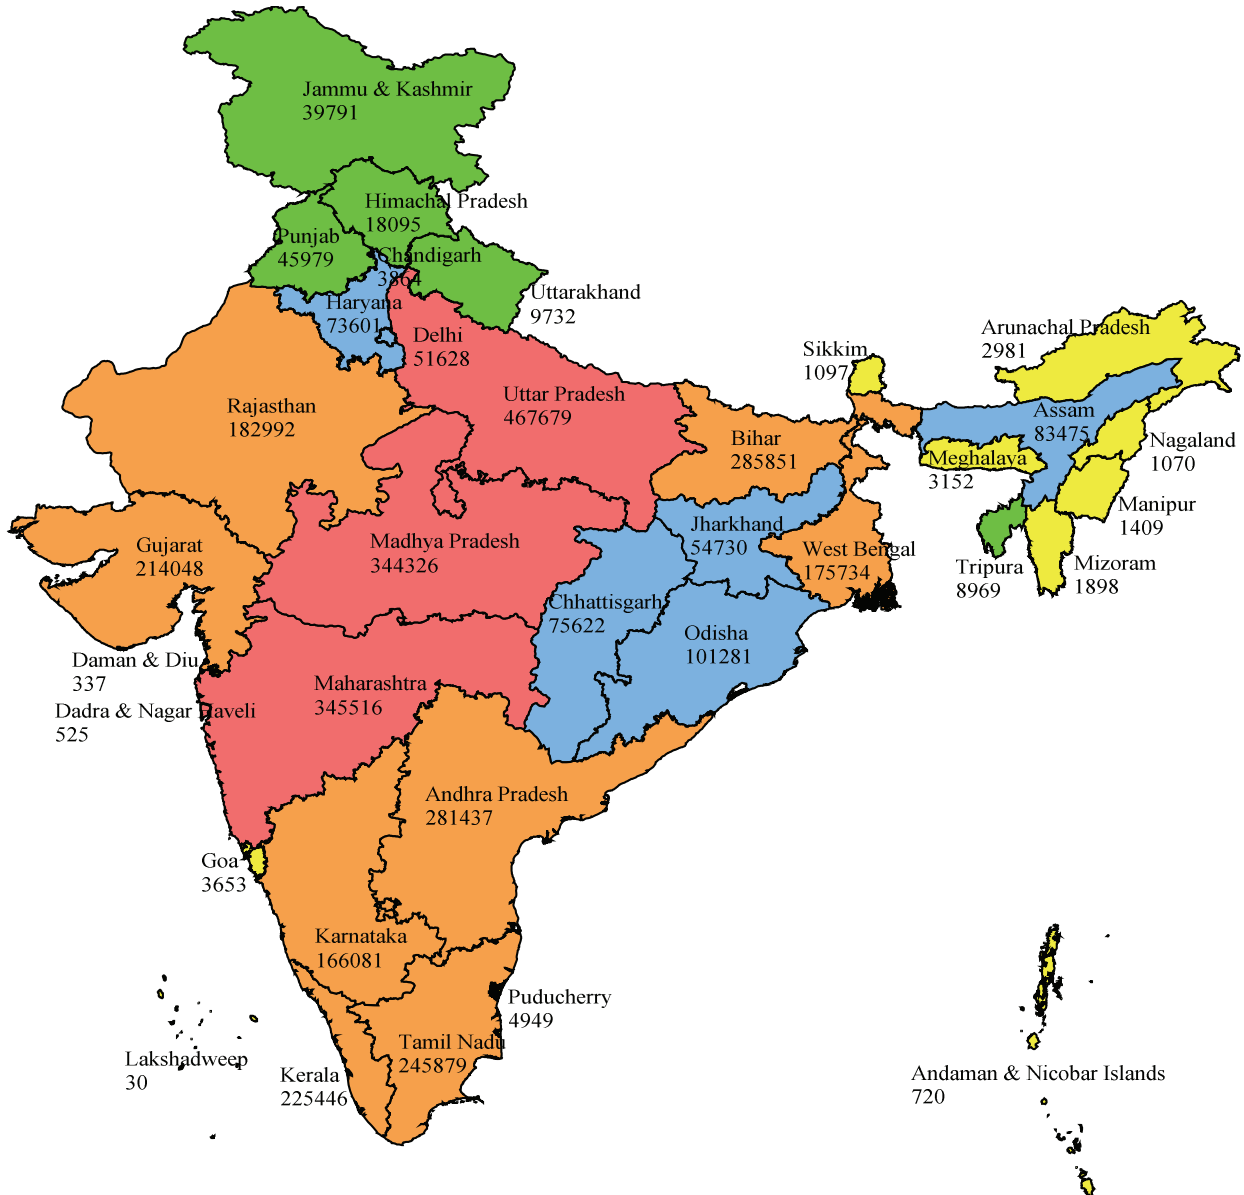 Jammu & Kashmir
39791
Himachal Pradesh
18095
Punjab
45979
Chandigarh
3864
Uttarakhand
9732
Haryana
73601
Delhi
51628
Uttar Pradesh
467679
Rajasthan
182992
Bihar
285851
Sikkim
1097
Arunachal Pradesh
2981
Assam
83475
Nagaland
1070
Meghalaya
3152
Manipur
1409
Mizoram
1898
Tripura
8969
Gujarat
214048
Madhya Pradesh
344326
Jharkhand
54730
West Bengal
175734
Chhattisgarh
75622
Odisha
101281
Daman & Diu
337
Dadra & Nagar Haveli
525
Maharashtra
345516
Andhra Pradesh
281437
Goa
3653
Karnataka
166081
Puducherry
4949
Tamil Nadu
245879
Kerala
225446
Lakshadweep
30
Andaman & Nicobar Islands
720